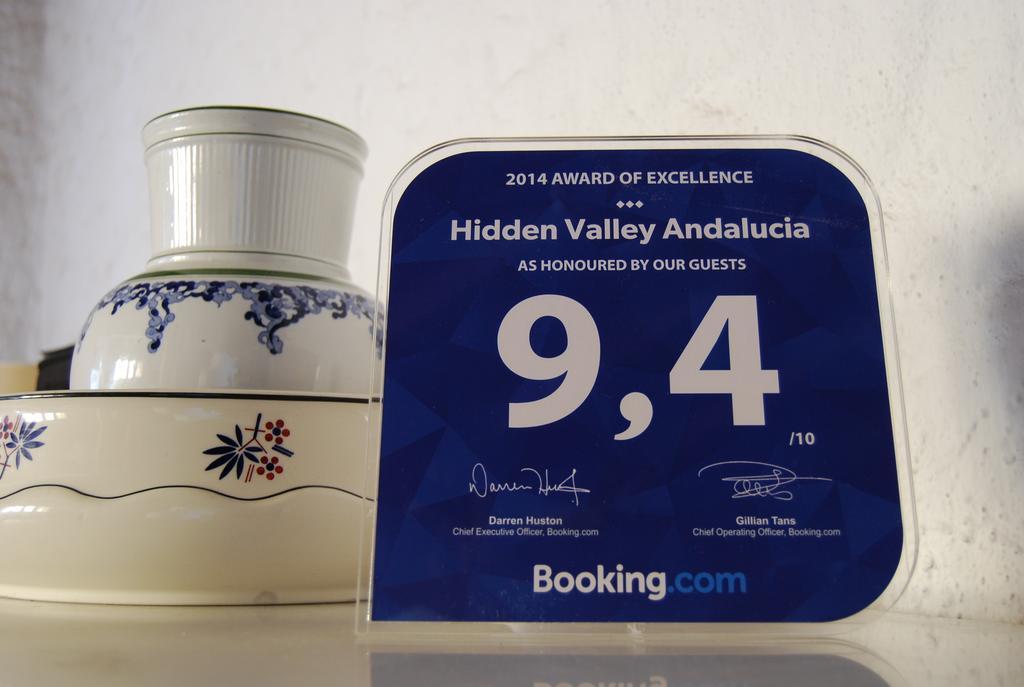 2014 AWARD OF EXCELLENCE
Hidden Valley Andalucia
AS HONOURED BY OUR GUESTS
9,4
/10
Darren Huston
Chief Executive Officer, Booking.com
Gillian Tans
Chief Operating Officer, Booking.com
Booking.com